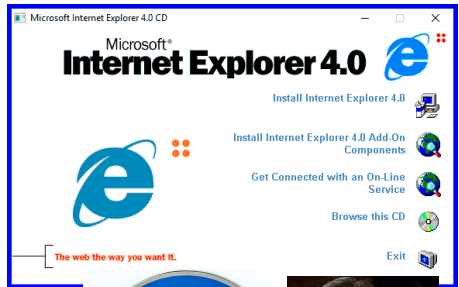 Microsoft Internet Explorer 4.0 CD
Microsoft®
Internet Explorer 4.0
Install Internet Explorer 4.0
Install Internet Explorer 4.0 Add-On
Components
Get Connected with an On-Line
Service
Browse this CD
Exit
The web the way you want it.